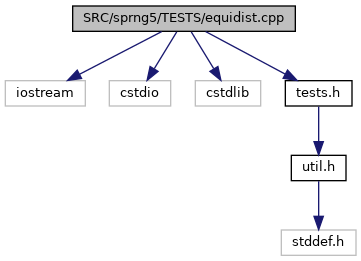 SRC/sprng5/TESTS/equidist.cpp
iostream
cstdio
cstdlib
tests.h
util.h
stddef.h